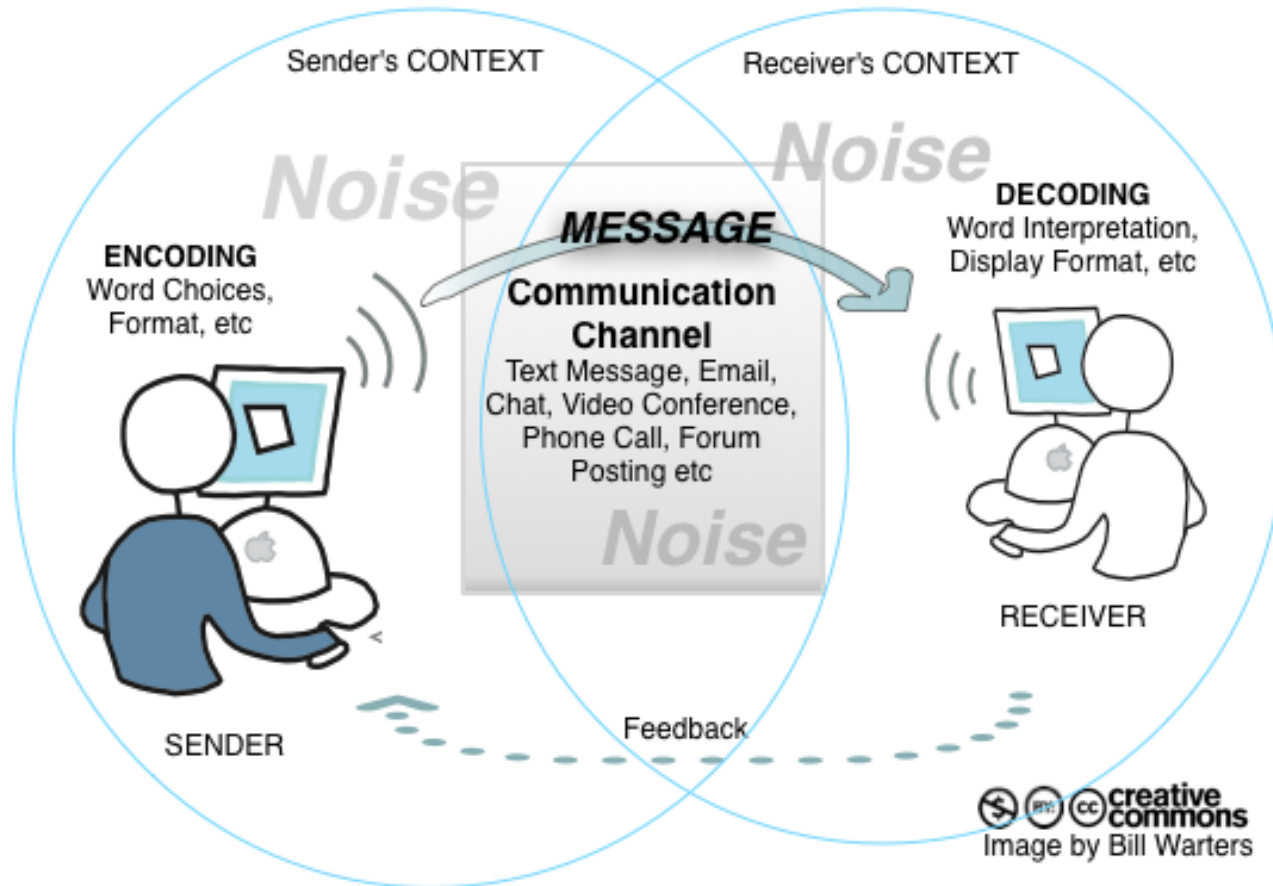 Sender's CONTEXT
Receiver's CONTEXT
Noise
Noise
ENCODING
Word Choices,
Format, etc
MESSAGE
DECODING
Word Interpretation,
Display Format, etc
Communication
Channel
Text Message, Email,
Chat, Video Conference,
Phone Call, Forum
Posting etc
Noise
SENDER
RECEIVER
Feedback
BY:
cc
creative
commons
Image by Bill Warters